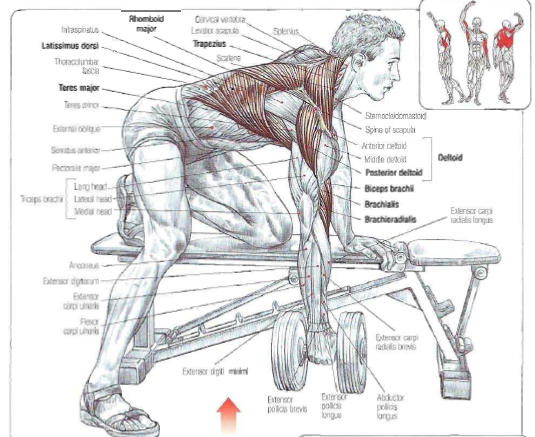 Infraspinatus
Latissimus dorsi
Thoracolumbar
fascia
Teres major
Teres minor
External oblique
Serratus anterior
Pectoralis major
Triceps brachii
Long head
Lateral head
Medial head
Anconeus
Extensor digitorum
Extensor
carpi ulnaris
Flexor
carpi ulnaris
Extensor digiti minimi
Rhomboid
major
Cervical vertebra
Levator scapula
Trapezius
Scalene
Splenius
Sternocleidomastoid
Spine of scapula
Anterior deltoid
Middle deltoid
Posterior deltoid
Deltoid
Biceps brachii
Brachialis
Brachioradialis
Extensor carpi
radialis longus
Extensor carpi
radialis brevis
Extensor
pollicis brevis
Extensor
pollicis
longus
Abductor
pollicis
longus